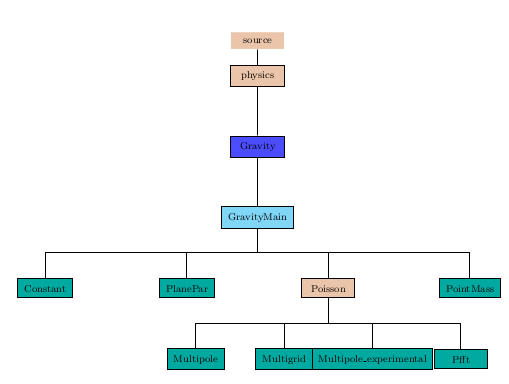 source
physics
Gravity
GravityMain
Constant
PlanePar
Poisson
PointMass
Multipole
Multigrid
Multipole_experimental
Pfft